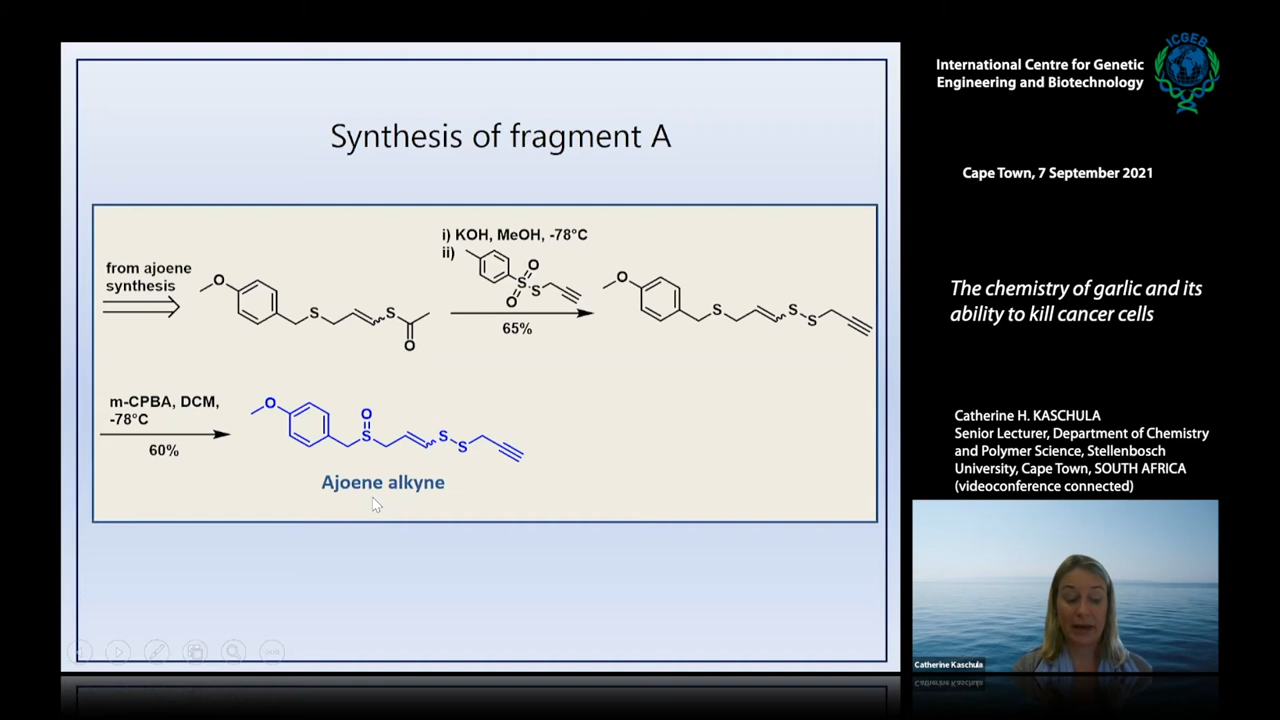 Synthesis of fragment A
from ajoene
synthesis
O
S
S
O
i) KOH, MeOH, -78°C
ii)
O
S
S
O
65%
O
S
S
S
m-CPBA, DCM,
-78°C
60%
O
O
S
S
S
Ajoene alkyne
ICGEB
International Centre for Genetic
Engineering and Biotechnology
Cape Town, 7 September 2021
The chemistry of garlic and its
ability to kill cancer cells
Catherine H. KASCHULA
Senior Lecturer, Department of Chemistry
and Polymer Science, Stellenbosch
University, Cape Town, SOUTH AFRICA
(videoconference connected)
Catherine Kaschula